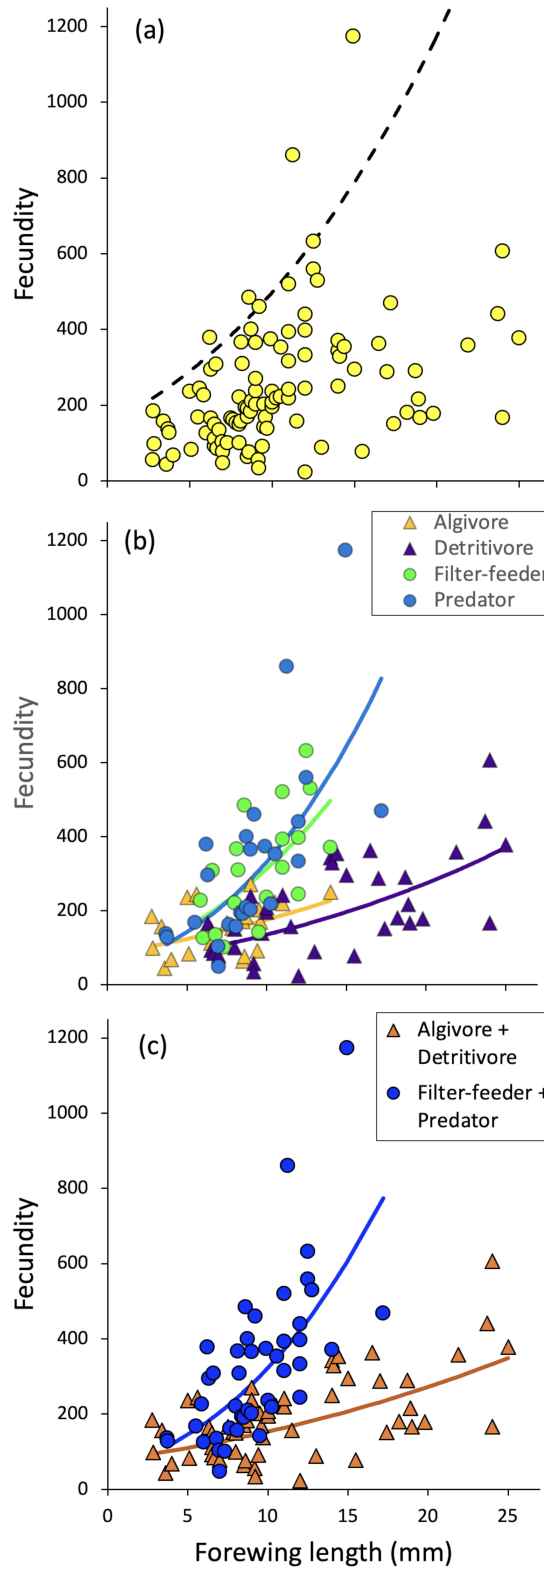 (a)
1200
1000
800
600
400
200
0
Fecundity
(b)
Algivore
Detritivore
Filter-feeder
Predator
1200
1000
800
600
400
200
0
Fecundity
(c)
Algivore +
Detritivore
Filter-feeder +
Predator
1200
1000
800
600
400
200
0
Fecundity
0 5 10 15 20 25
Forewing length (mm)